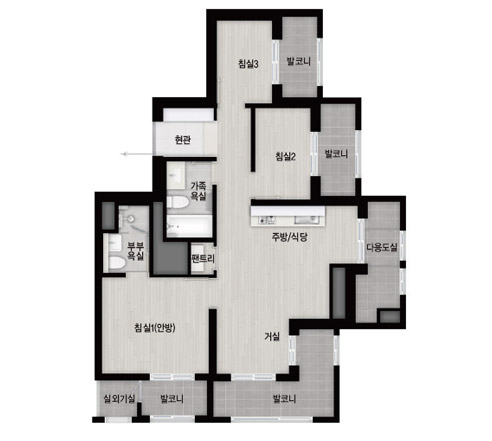 침실3
발코니
현관
침실2
발코니
가족
욕실
주방/식당
다용도실
부부
욕실
팬트리
침실1(안방)
거실
실외기실
발코니
발코니